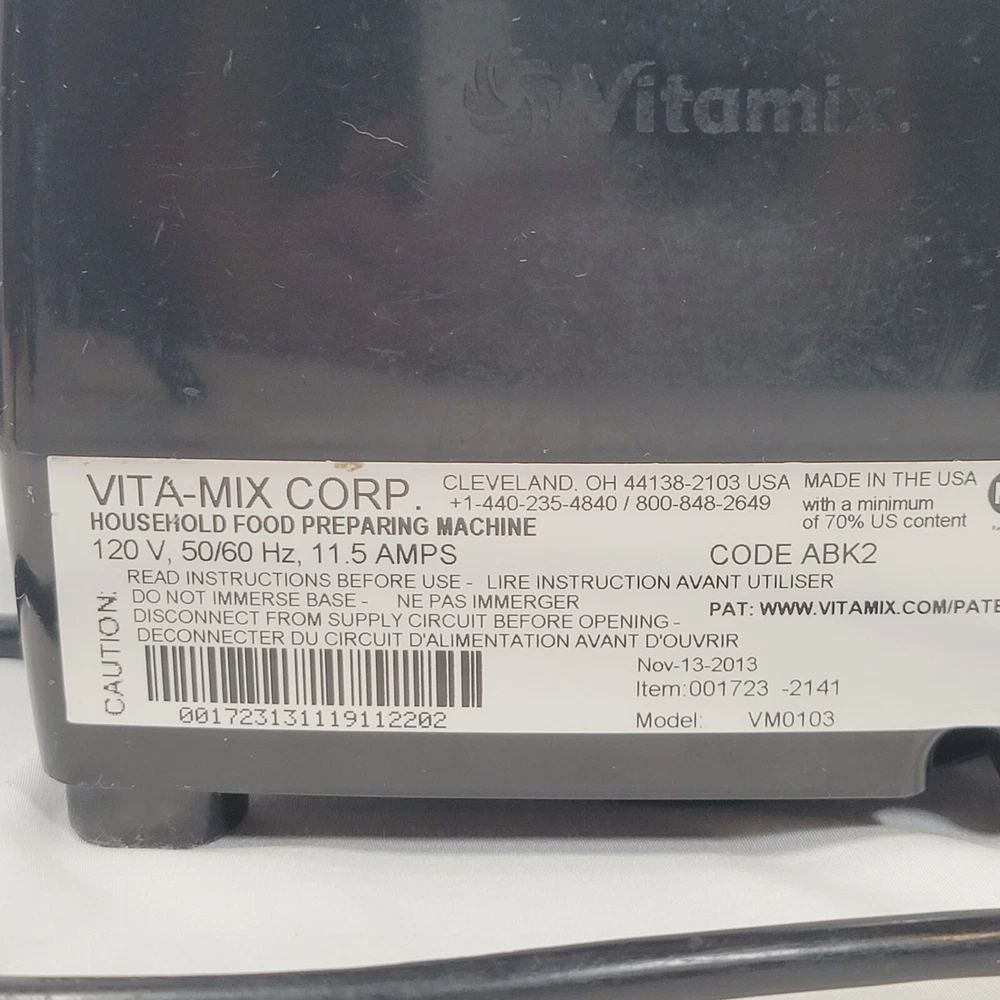 Vitamix.
VITA-MIX CORP.
CLEVELAND, OH 44138-2103 USA
+1-440-235-4840 / 800-848-2649
MADE IN THE USA
with a minimum
of 70% US content
HOUSEHOLD FOOD PREPARING MACHINE
120 V, 50/60 Hz, 11.5 AMPS
CODE ABK2
CAUTION:
READ INSTRUCTIONS BEFORE USE - LIRE INSTRUCTION AVANT UTILISER
DO NOT IMMERSE BASE - NE PAS IMMERGER
PAT: WWW.VITAMIX.COM/PATE
DISCONNECT FROM SUPPLY CIRCUIT BEFORE OPENING -
DECONNECTER DU CIRCUIT D'ALIMENTATION AVANT D'OUVRIR
001723131119112202
Nov-13-2013
Item:001723 -2141
Model: VM0103